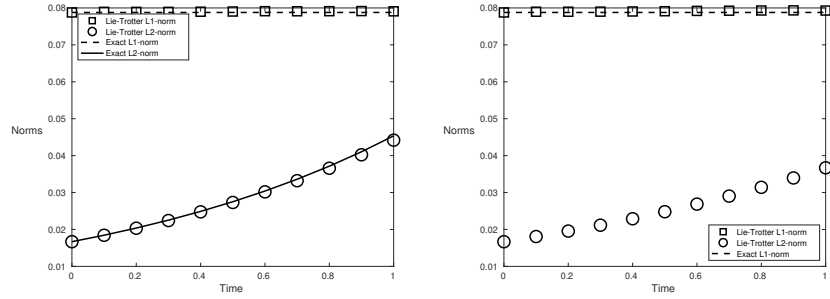 0.08
0.07
0.06
0.05
0.04
0.03
0.02
0.01
Norms
0
0.2
0.4
0.6
0.8
1
Time
Lie-Trotter L1-norm
Lie-Trotter L2-norm
Exact L1-norm
Exact L2-norm
0.08
0.07
0.06
0.05
0.04
0.03
0.02
0.01
Norms
0
0.2
0.4
0.6
0.8
1
Time
Lie-Trotter L1-norm
Lie-Trotter L2-norm
Exact L1-norm